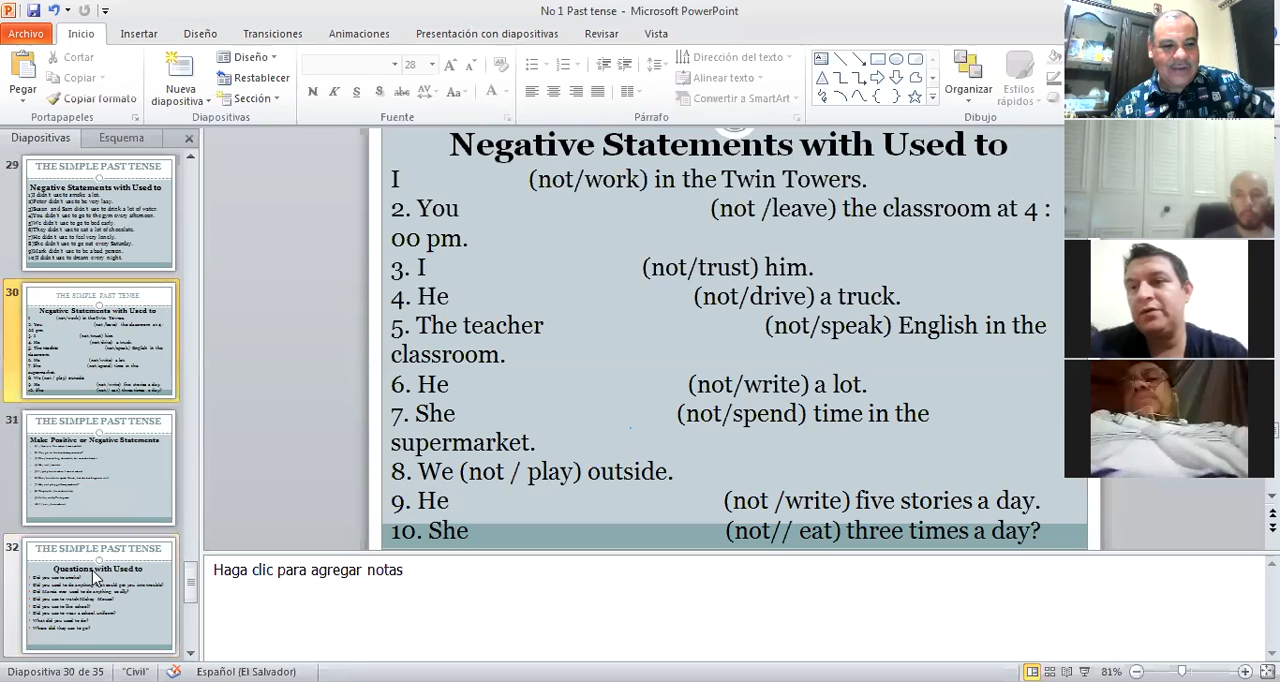 No 1 Past tense - Microsoft PowerPoint
Archivo Inicio Insertar Diseño Transiciones Animaciones Presentación con diapositivas Revisar Vista
Pegar
Cortar
Copiar
Copiar formato
Portapapeles
Nueva diapositiva
Diseño
Restablecer
Sección
Diapositivas
28
Fuente
Párrafo
Dirección del texto
Alinear texto
Convertir a SmartArt
Organizar
Estilos rápidos
Dibujo
Diapositivas Esquema
29
THE SIMPLE PAST TENSE
Negative Statements with Used to
30
THE SIMPLE PAST TENSE
Negative Statements with Used to
31
THE SIMPLE PAST TENSE
Make Positive or Negative Statements
32
THE SIMPLE PAST TENSE
Questions with Used to
Negative Statements with Used to
I (not/work) in the Twin Towers.
2. You (not /leave) the classroom at 4 :
00 pm.
3. I (not/trust) him.
4. He (not/drive) a truck.
5. The teacher (not/speak) English in the
classroom.
6. He (not/write) a lot.
7. She (not/spend) time in the
supermarket.
8. We (not / play) outside.
9. He (not /write) five stories a day.
10. She (not// eat) three times a day?
Haga clic para agregar notas
Diapositiva 30 de 35 "Civil" Español (El Salvador) 81%